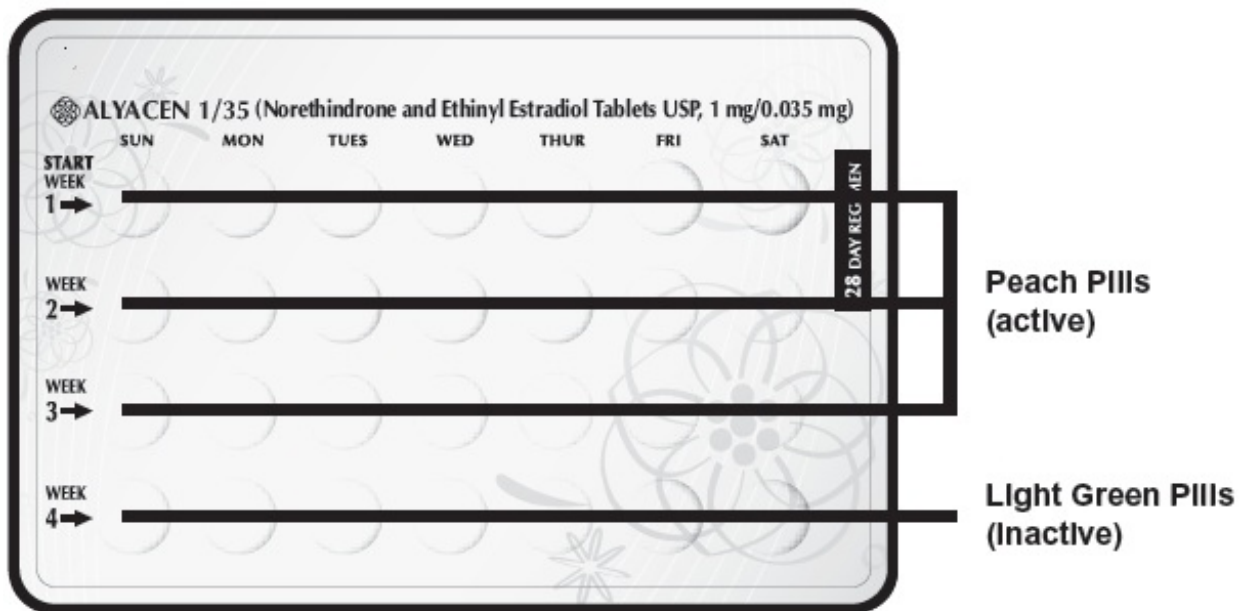 ALYACEN 1/35 (Norethindrone and Ethinyl Estradiol Tablets USP, 1 mg/0.035 mg)
SUN MON TUES WED THUR FRI SAT
START
WEEK
1
28 DAY REGIMEN
WEEK
2
WEEK
3
WEEK
4
Peach Pills
(active)
Light Green Pills
(inactive)